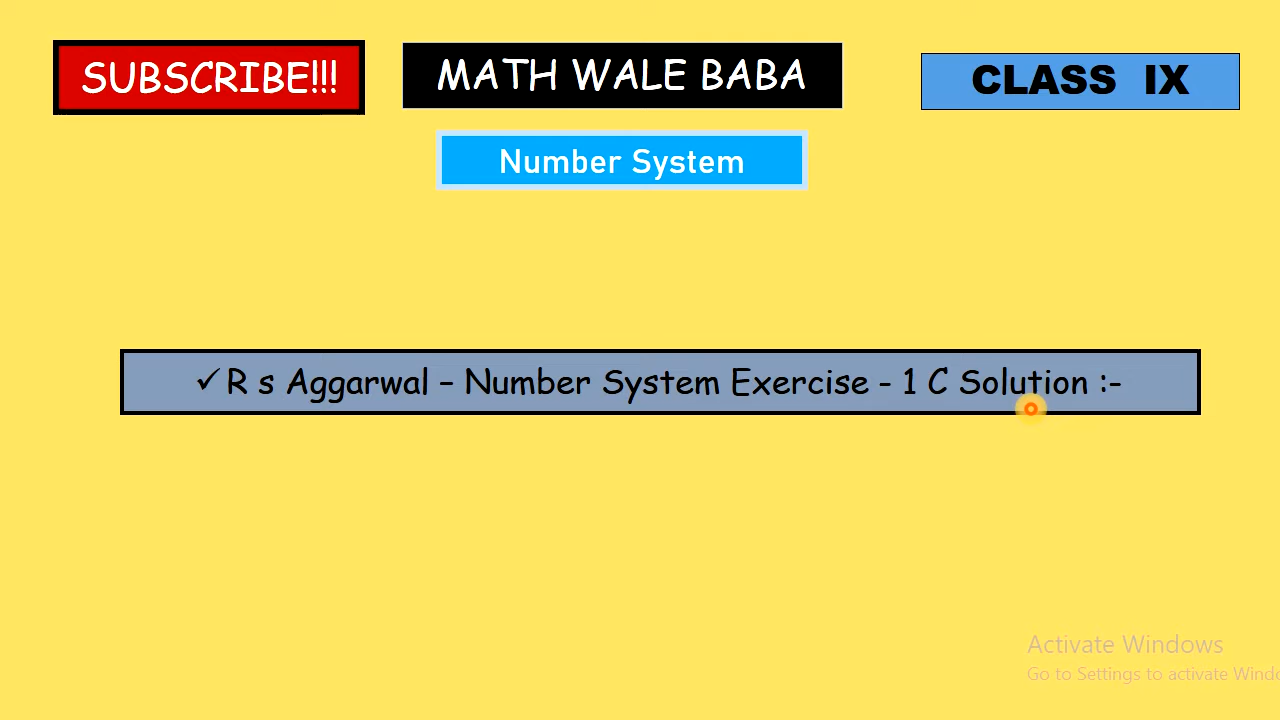 SUBSCRIBE!!!
MATH WALE BABA
CLASS IX
Number System
✓R s Aggarwal – Number System Exercise - 1 C Solution :-
Activate Windows
Go to Settings to activate Windo